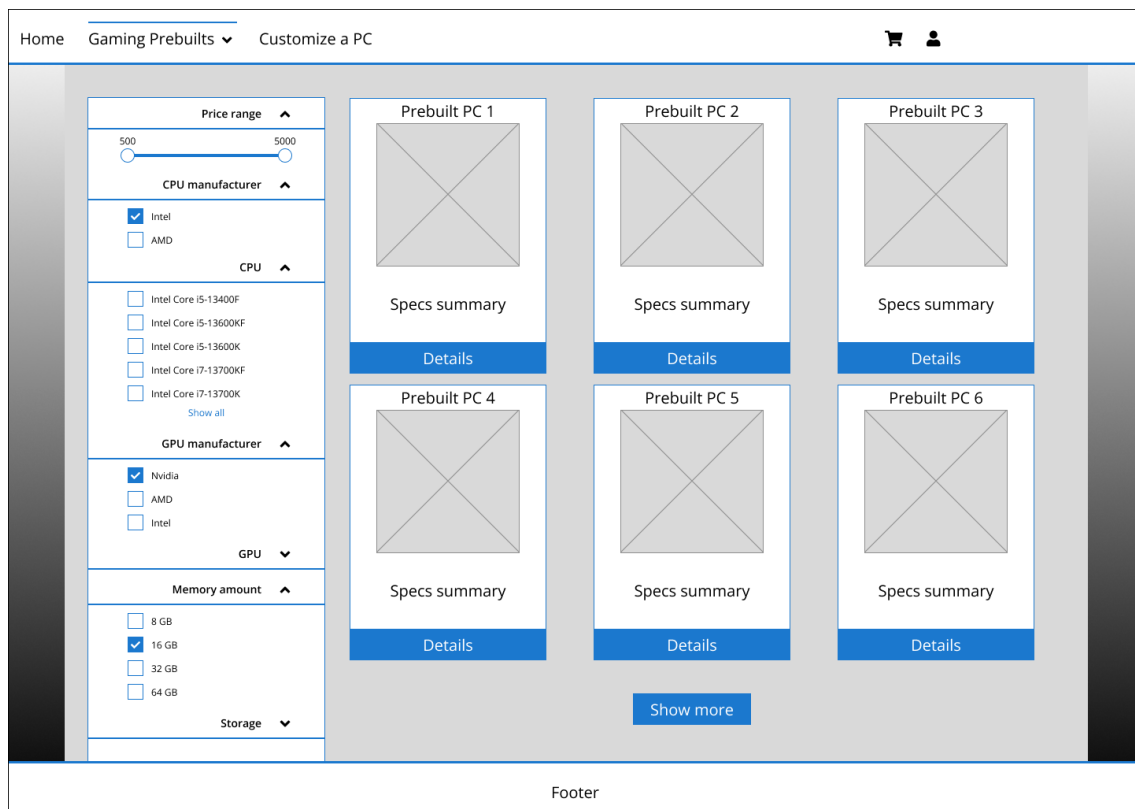 Home Gaming Prebuilts Customize a PC
Price range
500 5000
CPU manufacturer
Intel
AMD
CPU
Intel Core i5-13400F
Intel Core i5-13600KF
Intel Core i5-13600K
Intel Core i7-13700KF
Intel Core i7-13700K
Show all
GPU manufacturer
Nvidia
AMD
Intel
GPU
Memory amount
8 GB
16 GB
32 GB
64 GB
Storage
Prebuilt PC 1
Specs summary
Details
Prebuilt PC 2
Specs summary
Details
Prebuilt PC 3
Specs summary
Details
Prebuilt PC 4
Specs summary
Details
Prebuilt PC 5
Specs summary
Details
Prebuilt PC 6
Specs summary
Details
Show more
Footer